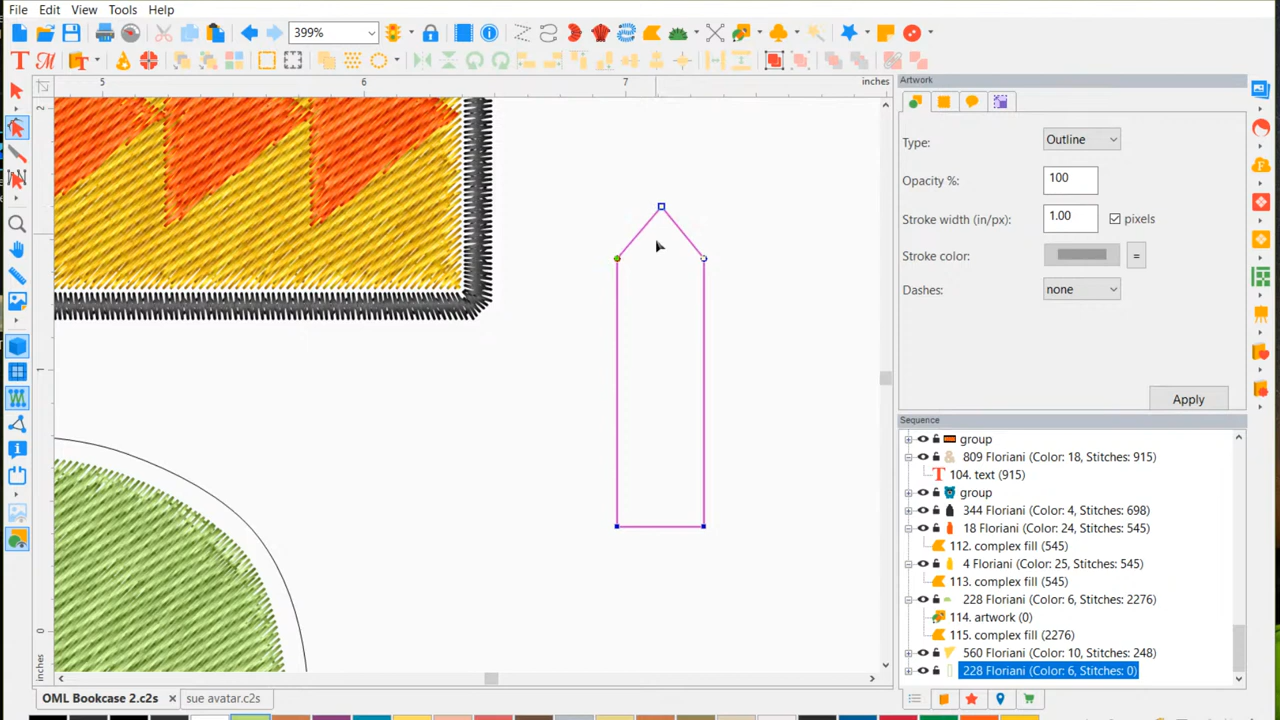 File Edit View Tools Help
399%
5 6 7 inches
2
1
0
inches
Artwork
Type: Outline
Opacity %: 100
Stroke width (in/px): 1.00 pixels
Stroke color: =
Dashes: none
Apply
Sequence
group
809 Floriani (Color: 18, Stitches: 915)
104. text (915)
group
344 Floriani (Color: 4, Stitches: 698)
18 Floriani (Color: 24, Stitches: 545)
112. complex fill (545)
4 Floriani (Color: 25, Stitches: 545)
113. complex fill (545)
228 Floriani (Color: 6, Stitches: 2276)
114. artwork (0)
115. complex fill (2276)
560 Floriani (Color: 10, Stitches: 248)
228 Floriani (Color: 6, Stitches: 0)
OML Bookcase 2.c2s × sue avatar.c2s